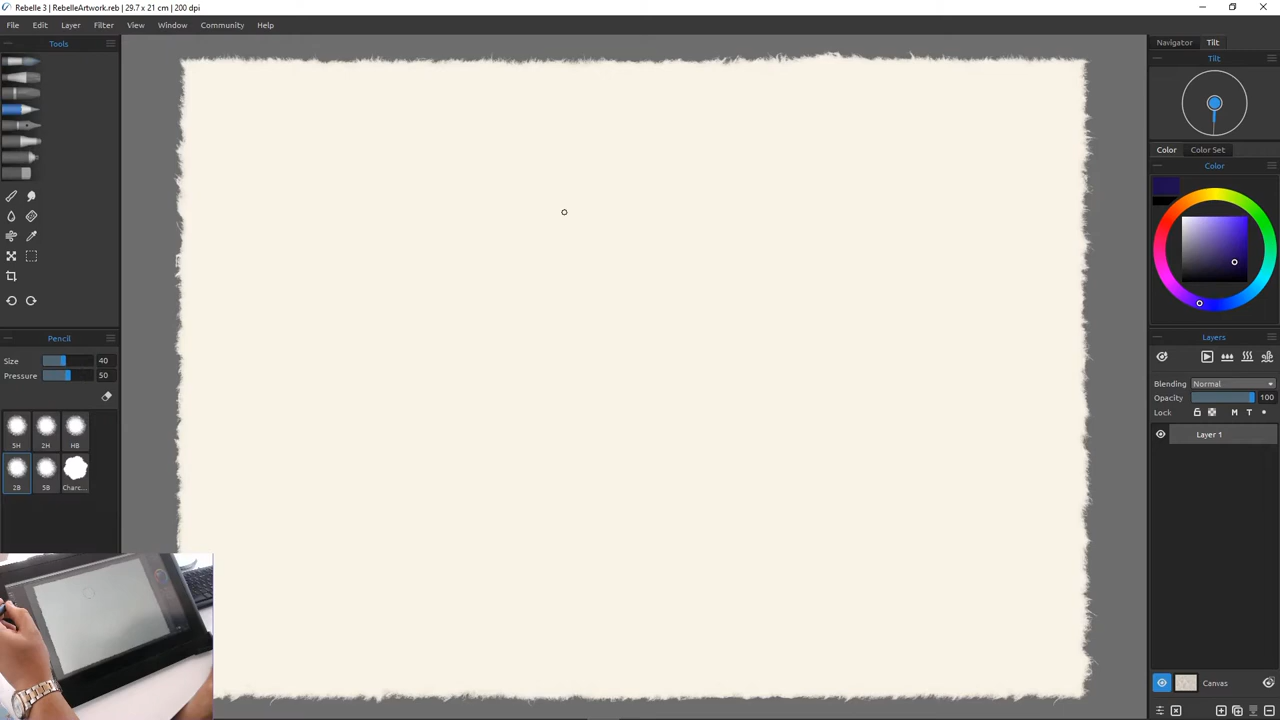 Rebelle 3 | RebelleArtwork.reb | 29.7 x 21 cm | 200 dpi
File Edit Layer Filter View Window Community Help
Tools
Navigator Tilt
Tilt
Color Color Set
Color
Pencil
Size 40
Pressure 50
5H 2H HB
2B 5B Charc...
Layers
Blending Normal
Opacity 100
Lock M T
Layer 1
Canvas